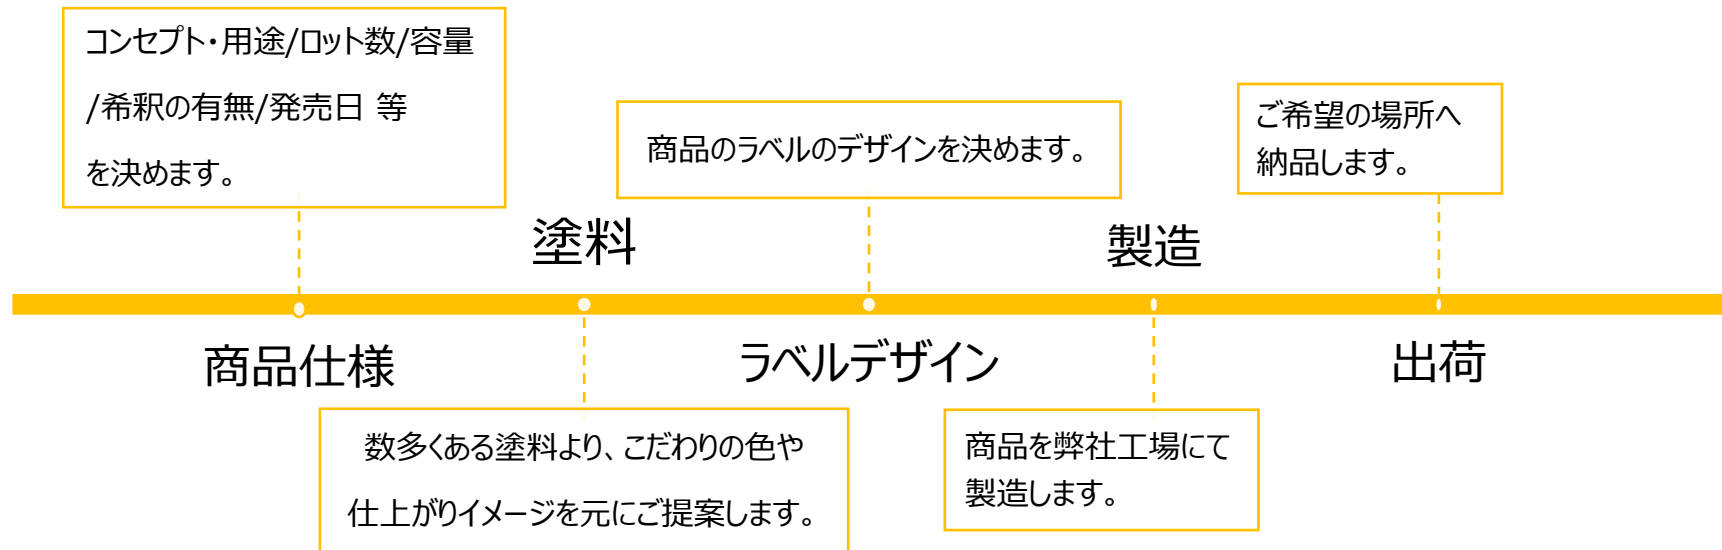 コンセプト・用途/ロット数/容量
/希釈の有無/発売日 等
を決めます。
商品仕様
塗料
数多くある塗料より、こだわりの色や
仕上がりイメージを元にご提案します。
商品のラベルのデザインを決めます。
ラベルデザイン
製造
商品を弊社工場にて
製造します。
ご希望の場所へ
納品します。
出荷